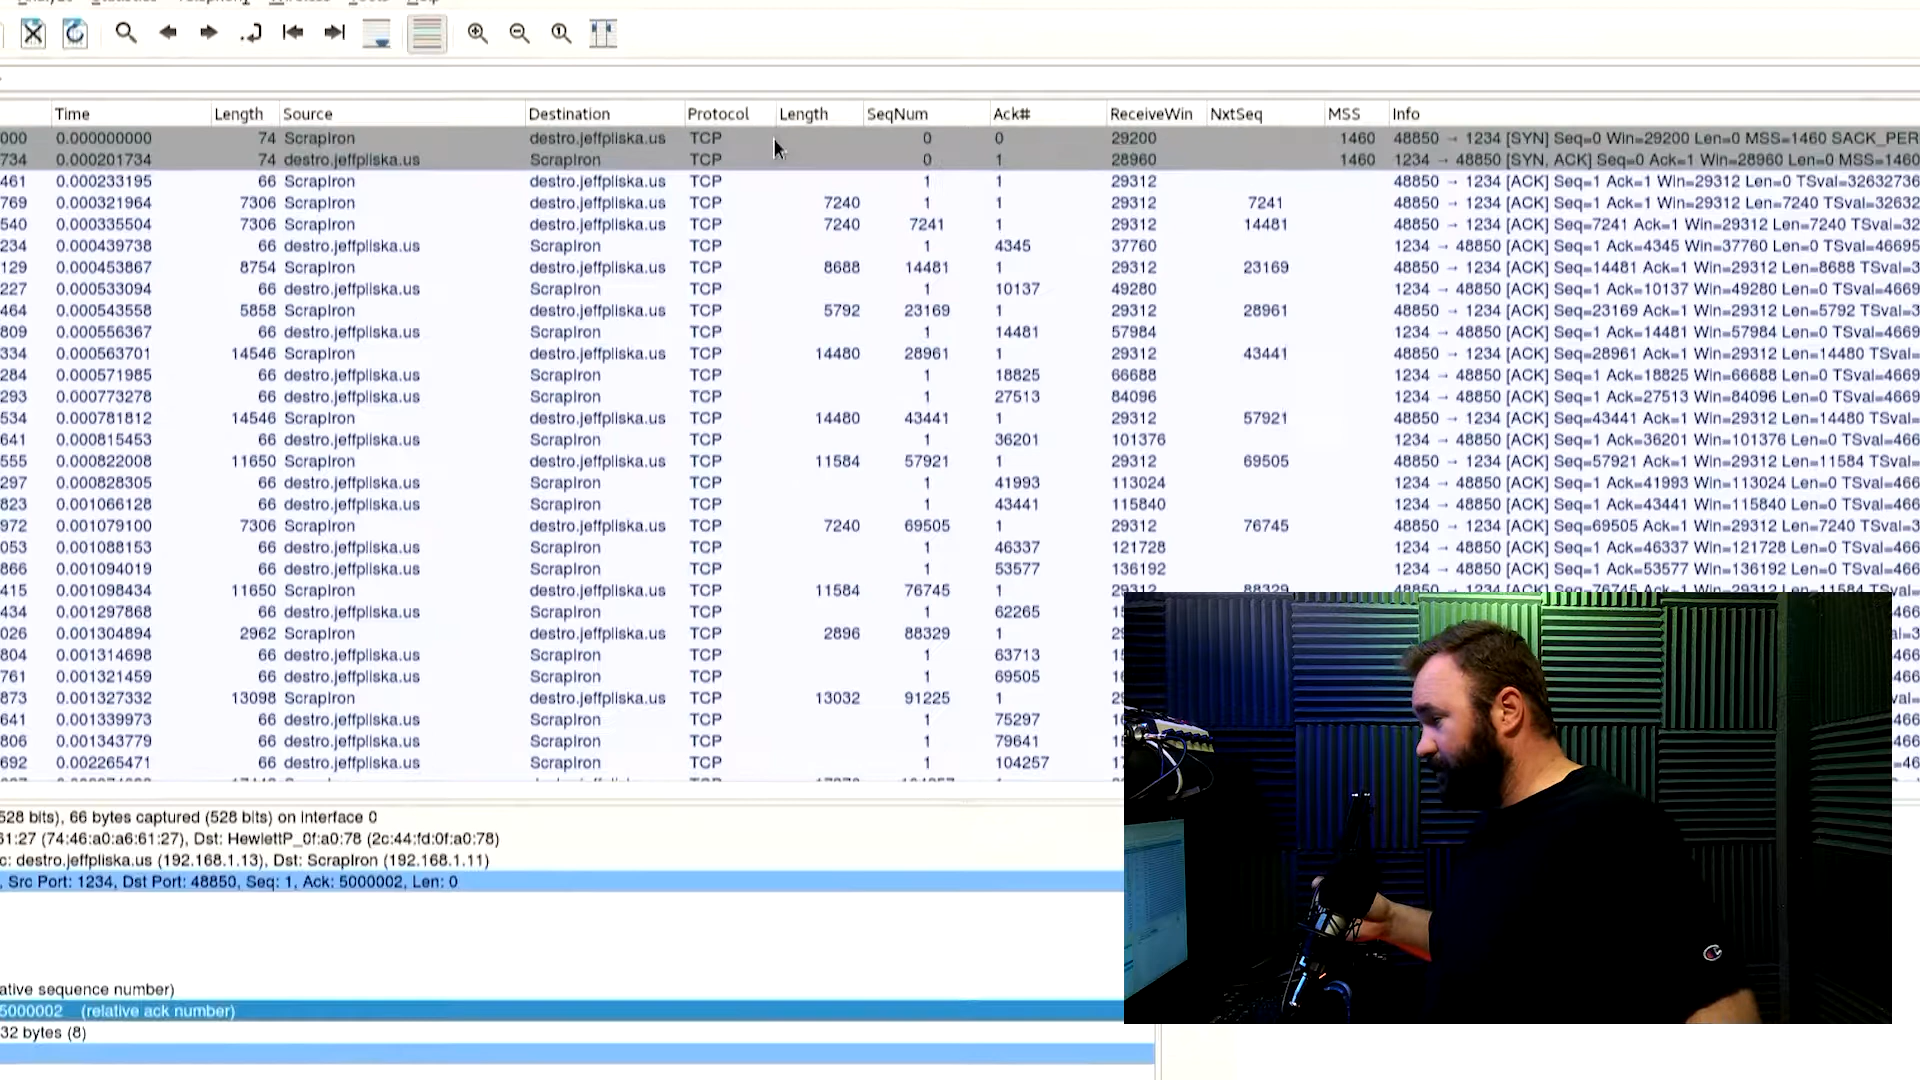 Time Length Source Destination Protocol Length SeqNum Ack# ReceiveWin NxtSeq MSS Info
000 0.000000000 74 ScrapIron destro.jeffpliska.us TCP 0 0 29200 1460 48850 → 1234 [SYN] Seq=0 Win=29200 Len=0 MSS=1460 SACK_PER
734 0.000201734 74 destro.jeffpliska.us ScrapIron TCP 0 1 28960 1460 1234 → 48850 [SYN, ACK] Seq=0 Ack=1 Win=28960 Len=0 MSS=1460
461 0.000233195 66 ScrapIron destro.jeffpliska.us TCP 1 1 29312 48850 → 1234 [ACK] Seq=1 Ack=1 Win=29312 Len=0 TSval=32632736
769 0.000321964 7306 ScrapIron destro.jeffpliska.us TCP 7240 1 1 29312 7241 48850 → 1234 [ACK] Seq=1 Ack=1 Win=29312 Len=7240 TSval=32632
540 0.000335504 7306 ScrapIron destro.jeffpliska.us TCP 7240 7241 1 29312 14481 48850 → 1234 [ACK] Seq=7241 Ack=1 Win=29312 Len=7240 TSval=32
234 0.000439738 66 destro.jeffpliska.us ScrapIron TCP 1 4345 37760 1234 → 48850 [ACK] Seq=1 Ack=4345 Win=37760 Len=0 TSval=46695
129 0.000453867 8754 ScrapIron destro.jeffpliska.us TCP 8688 14481 1 29312 23169 48850 → 1234 [ACK] Seq=14481 Ack=1 Win=29312 Len=8688 TSval=3
227 0.000533094 66 destro.jeffpliska.us ScrapIron TCP 1 10137 49280 1234 → 48850 [ACK] Seq=1 Ack=10137 Win=49280 Len=0 TSval=4669
464 0.000543558 5858 ScrapIron destro.jeffpliska.us TCP 5792 23169 1 29312 28961 48850 → 1234 [ACK] Seq=23169 Ack=1 Win=29312 Len=5792 TSval=3
809 0.000556367 66 destro.jeffpliska.us ScrapIron TCP 1 14481 57984 1234 → 48850 [ACK] Seq=1 Ack=14481 Win=57984 Len=0 TSval=4669
334 0.000563701 14546 ScrapIron destro.jeffpliska.us TCP 14480 28961 1 29312 43441 48850 → 1234 [ACK] Seq=28961 Ack=1 Win=29312 Len=14480 TSval=
284 0.000571985 66 destro.jeffpliska.us ScrapIron TCP 1 18825 66688 1234 → 48850 [ACK] Seq=1 Ack=18825 Win=66688 Len=0 TSval=4669
293 0.000773278 66 destro.jeffpliska.us ScrapIron TCP 1 27513 84096 1234 → 48850 [ACK] Seq=1 Ack=27513 Win=84096 Len=0 TSval=4669
534 0.000781812 14546 ScrapIron destro.jeffpliska.us TCP 14480 43441 1 29312 57921 48850 → 1234 [ACK] Seq=43441 Ack=1 Win=29312 Len=14480 TSval=
641 0.000815453 66 destro.jeffpliska.us ScrapIron TCP 1 36201 101376 1234 → 48850 [ACK] Seq=1 Ack=36201 Win=101376 Len=0 TSval=466
555 0.000822008 11650 ScrapIron destro.jeffpliska.us TCP 11584 57921 1 29312 69505 48850 → 1234 [ACK] Seq=57921 Ack=1 Win=29312 Len=11584 TSval=
297 0.000828305 66 destro.jeffpliska.us ScrapIron TCP 1 41993 113024 1234 → 48850 [ACK] Seq=1 Ack=41993 Win=113024 Len=0 TSval=466
823 0.001066128 66 destro.jeffpliska.us ScrapIron TCP 1 43441 115840 1234 → 48850 [ACK] Seq=1 Ack=43441 Win=115840 Len=0 TSval=466
972 0.001079100 7306 ScrapIron destro.jeffpliska.us TCP 7240 69505 1 29312 76745 48850 → 1234 [ACK] Seq=69505 Ack=1 Win=29312 Len=7240 TSval=3
053 0.001088153 66 destro.jeffpliska.us ScrapIron TCP 1 46337 121728 1234 → 48850 [ACK] Seq=1 Ack=46337 Win=121728 Len=0 TSval=466
866 0.001094019 66 destro.jeffpliska.us ScrapIron TCP 1 53577 136192 1234 → 48850 [ACK] Seq=1 Ack=53577 Win=136192 Len=0 TSval=466
415 0.001098434 11650 ScrapIron destro.jeffpliska.us TCP 11584 76745 1 29312 88329 48850 → 1234 [ACK] Seq=76745 Ack=1 Win=29312 Len=11584 TSval=
434 0.001297868 66 destro.jeffpliska.us ScrapIron TCP 1 62265
026 0.001304894 2962 ScrapIron destro.jeffpliska.us TCP 2896 88329 1
804 0.001314698 66 destro.jeffpliska.us ScrapIron TCP 1 63713
761 0.001321459 66 destro.jeffpliska.us ScrapIron TCP 1 69505
873 0.001327332 13098 ScrapIron destro.jeffpliska.us TCP 13032 91225 1
641 0.001339973 66 destro.jeffpliska.us ScrapIron TCP 1 75297
806 0.001343779 66 destro.jeffpliska.us ScrapIron TCP 1 79641
692 0.002265471 66 destro.jeffpliska.us ScrapIron TCP 1 104257
528 bits), 66 bytes captured (528 bits) on interface 0
61:27 (74:46:a0:a6:61:27), Dst: HewlettP_0f:a0:78 (2c:44:fd:0f:a0:78)
c: destro.jeffpliska.us (192.168.1.13), Dst: ScrapIron (192.168.1.11)
, Src Port: 1234, Dst Port: 48850, Seq: 1, Ack: 5000002, Len: 0
ative sequence number)
5000002 (relative ack number)
32 bytes (8)